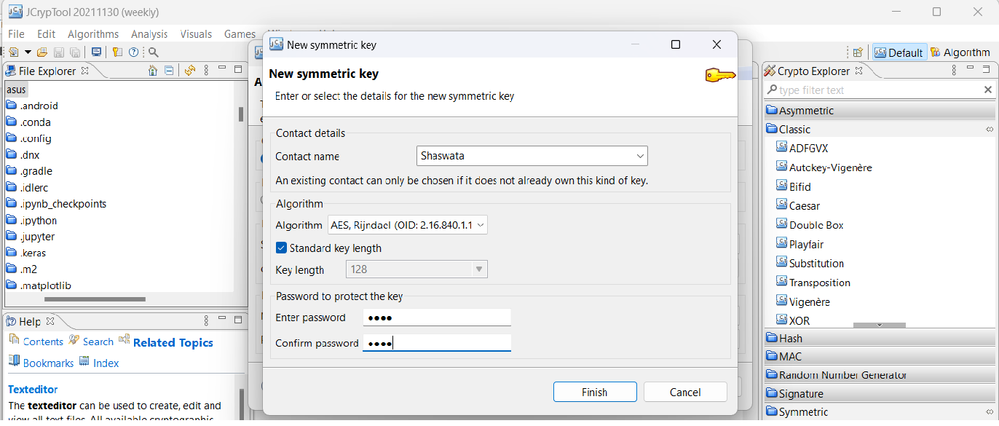 JCrypTool 20211130 (weekly)
File Edit Algorithms Analysis Visuals Games
Default Algorithm
File Explorer
asus
.android
.conda
.config
.dnx
.gradle
.idlerc
.ipynb_checkpoints
.ipython
.jupyter
.keras
.m2
.matplotlib
Help
Contents Search Related Topics
Bookmarks Index
Texteditor
The texteditor can be used to create, edit and
view all text files. All available cryptographic
New symmetric key
New symmetric key
Enter or select the details for the new symmetric key
Contact details
Contact name Shaswata
An existing contact can only be chosen if it does not already own this kind of key.
Algorithm
Algorithm AES, Rijndael (OID: 2.16.840.1.1
Standard key length
Key length 128
Password to protect the key
Enter password ●●●●
Confirm password ●●●●
Finish Cancel
Crypto Explorer
type filter text
Asymmetric
Classic
ADFGVX
Autokey-Vigenère
Bifid
Caesar
Double Box
Playfair
Substitution
Transposition
Vigenère
XOR
Hash
MAC
Random Number Generator
Signature
Symmetric